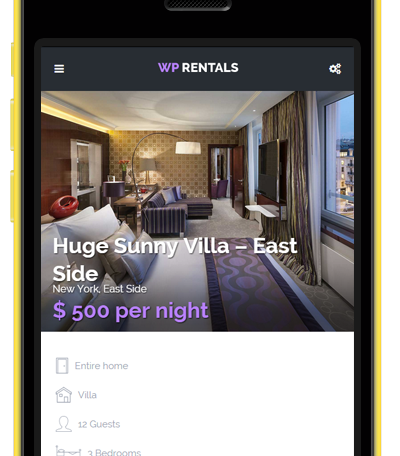 WP RENTALS
Huge Sunny Villa – East
Side
New York, East Side
$ 500 per night
Entire home
Villa
12 Guests
3 Bedrooms